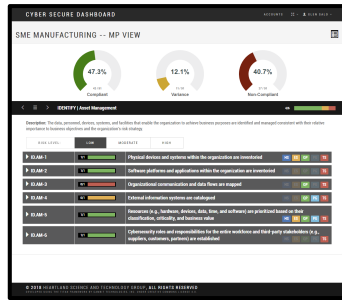 CYBER SECURE DASHBOARD
ACCOUNTS
SME MANUFACTURING -- MP VIEW
47.3%
Compliant
12.1%
Variance
40.7%
Non-Compliant
IDENTIFY | Asset Management
Description: The data, personnel, devices, systems, and facilities that enable the organization to achieve business purposes are identified and managed consistent with their relative
importance to business objectives and the organization's risk strategy.
RISK LEVEL LOW MODERATE HIGH
ID.AM-1 Physical devices and systems within the organization are inventoried
ID.AM-2 Software platforms and applications within the organization are inventoried
ID.AM-3 Organizational communication and data flows are mapped
ID.AM-4 External information systems are catalogued
ID.AM-5 Resources (e.g., hardware, devices, data, time, and software) are prioritized based on their
classification, criticality, and business value
ID.AM-6 Cybersecurity roles and responsibilities for the entire workforce and third-party stakeholders (e.g.,
suppliers, customers, partners) are established
© 2018 HEARTLAND SCIENCE AND TECHNOLOGY GROUP, ALL RIGHTS RESERVED